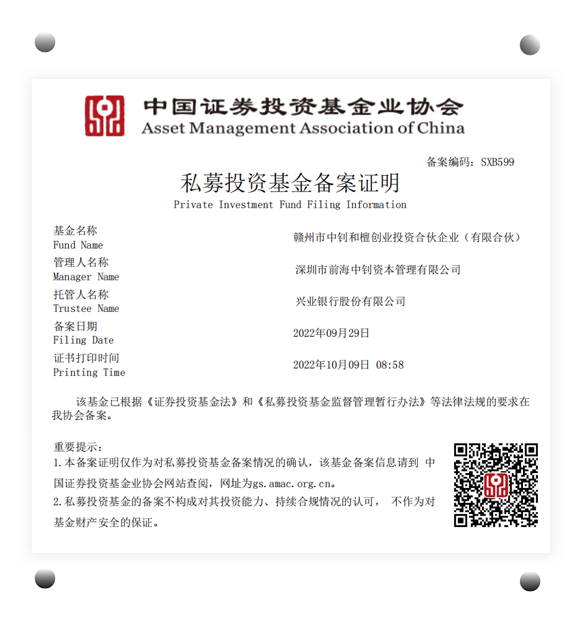 中国证券投资基金业协会
Asset Management Association of China
备案编码：SXB599
私募投资基金备案证明
Private Investment Fund Filing Information
基金名称
Fund Name
赣州市中钊和檀创业投资合伙企业（有限合伙）
管理人名称
Manager Name
深圳市前海中钊资本管理有限公司
托管人名称
Trustee Name
兴业银行股份有限公司
备案日期
Filing Date
2022年09月29日
证书打印时间
Printing Time
2022年10月09日 08:58
该基金已根据《证券投资基金法》和《私募投资基金监督管理暂行办法》等法律法规的要求在
我协会备案。
重要提示：
1.本备案证明仅作为对私募投资基金备案情况的确认，该基金备案信息请到 中
国证券投资基金业协会网站查阅，网址为gs.amac.org.cn。
2.私募投资基金的备案不构成对其投资能力、持续合规情况的认可， 不作为对
基金财产安全的保证。